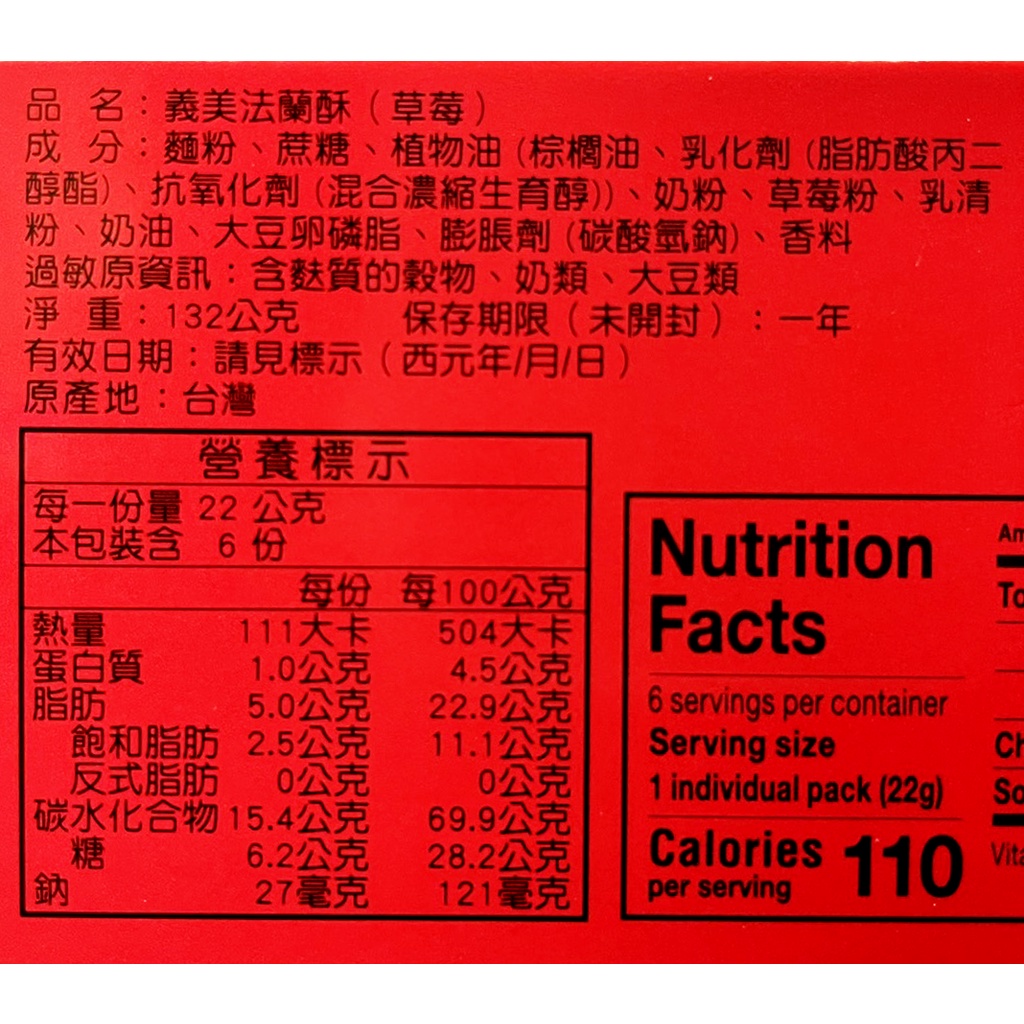 品 名：義美法蘭酥（草莓）
成 分：麵粉、蔗糖、植物油 (棕櫚油、乳化劑 (脂肪酸丙二
醇酯)、抗氧化劑 (混合濃縮生育醇))、奶粉、草莓粉、乳清
粉、奶油、大豆卵磷脂、膨脹劑 (碳酸氫鈉)、香料
過敏原資訊：含麩質的穀物、奶類、大豆類
淨 重：132公克 保存期限（未開封）：一年
有效日期：請見標示（西元年/月/日）
原產地：台灣
營養標示
每一份量 22 公克
本包裝含 6 份
每份 每100公克
熱量 111大卡 504大卡
蛋白質 1.0公克 4.5公克
脂肪 5.0公克 22.9公克
飽和脂肪 2.5公克 11.1公克
反式脂肪 0公克 0公克
碳水化合物 15.4公克 69.9公克
糖 6.2公克 28.2公克
鈉 27毫克 121毫克
Nutrition
Facts
6 servings per container
Serving size
1 individual pack (22g)
Calories 110
per serving
Am
To
Ch
So
Vita